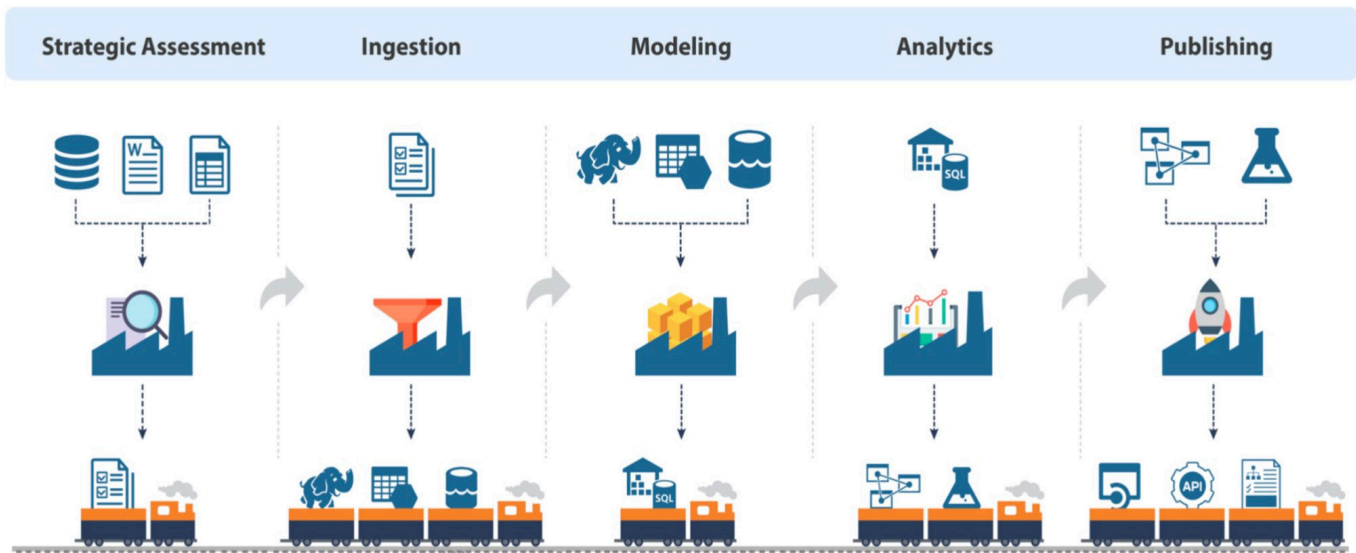 Strategic Assessment
Ingestion
Modeling
Analytics
Publishing
W
SQL
SQL
API